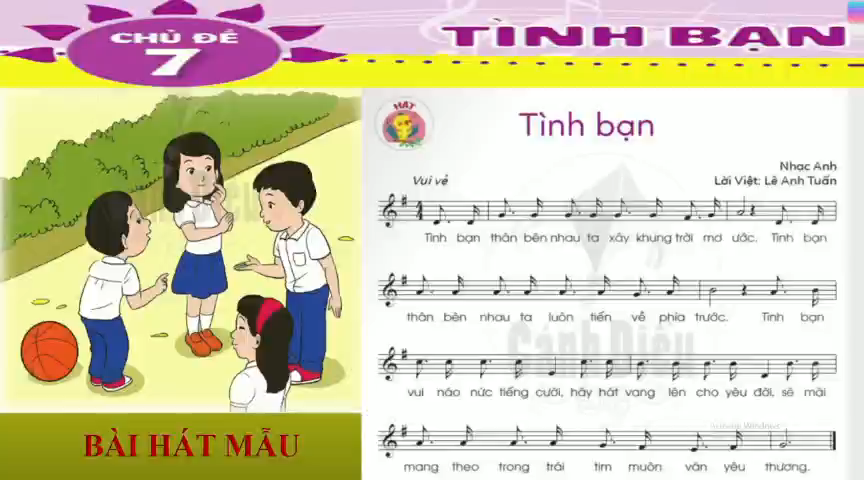 CHỦ ĐỀ
7
TÌNH BẠN
HÁT
Tình bạn
Nhạc Anh
Vui vẻ
Lời Việt: Lê Anh Tuấn
Tình bạn thân bên nhau ta xây khung trời mơ ước. Tình bạn
thân bên nhau ta luôn tiến về phía trước. Tình bạn
vui náo nức tiếng cười, hãy hát vang lên cho yêu đời, sẽ mãi
mang theo trong trái tim muôn vàn yêu thương.
Cánh Diều
BÀI HÁT MẪU